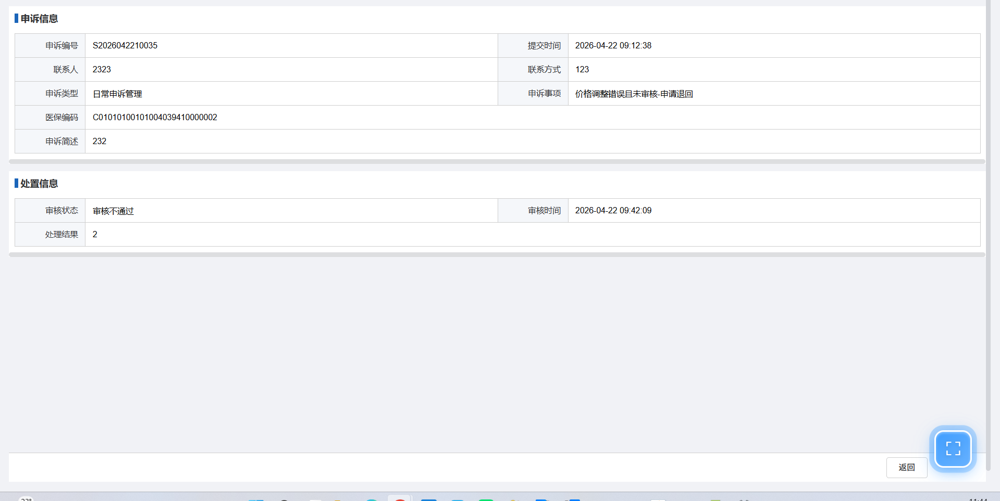 申诉信息
申诉编号 S2026042210035 提交时间 2026-04-22 09:12:38
联系人 2323 联系方式 123
申诉类型 日常申诉管理 申诉事项 价格调整错误且未审核-申请退回
医保编码 C01010100101004039410000002
申诉简述 232
处置信息
审核状态 审核不通过 审核时间 2026-04-22 09:42:09
处理结果 2
返回